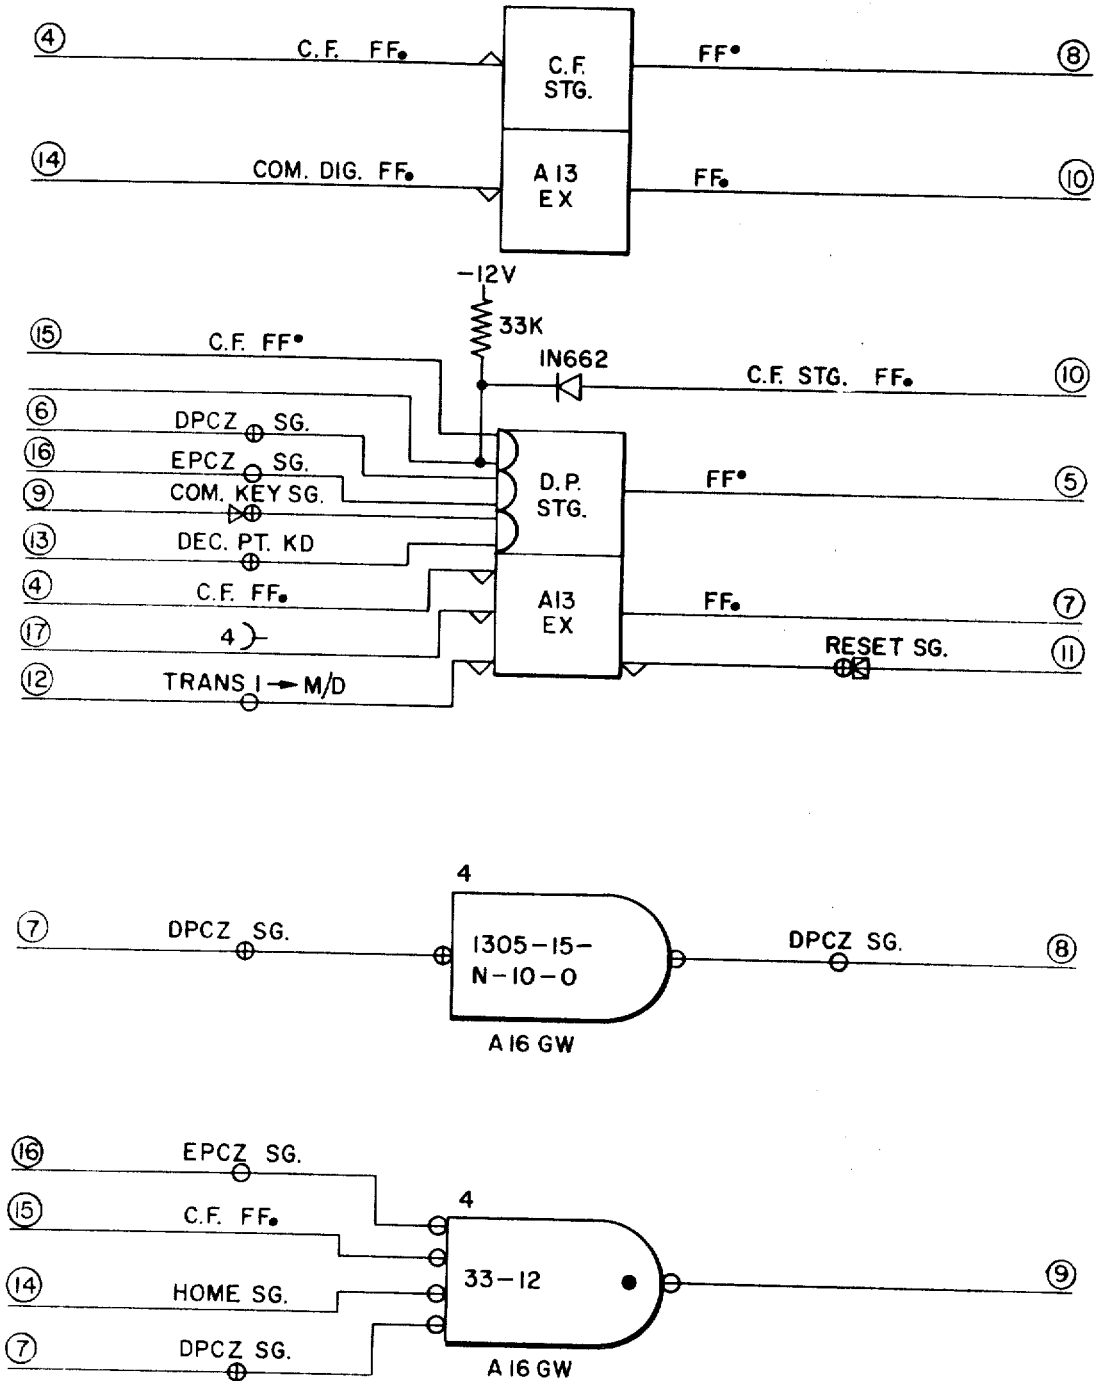 4 C.F. FF. C.F. STG. FF• 8
14 COM. DIG. FF. A13 EX FF. 10
-12V
33K
15 C.F. FF•
1N662
C.F. STG. FF. 10
6 DPCZ SG.
16 EPCZ SG.
9 COM. KEY SG.
D.P. STG. FF• 5
13 DEC. PT. KD
4 C.F. FF.
A13 EX FF. 7
17 4
RESET SG. 11
12 TRANS I → M/D
4
7 DPCZ SG. 1305-15-
N-10-0
DPCZ SG. 8
A16 GW
16 EPCZ SG.
4
15 C.F. FF.
33-12 9
14 HOME SG.
7 DPCZ SG.
A16 GW